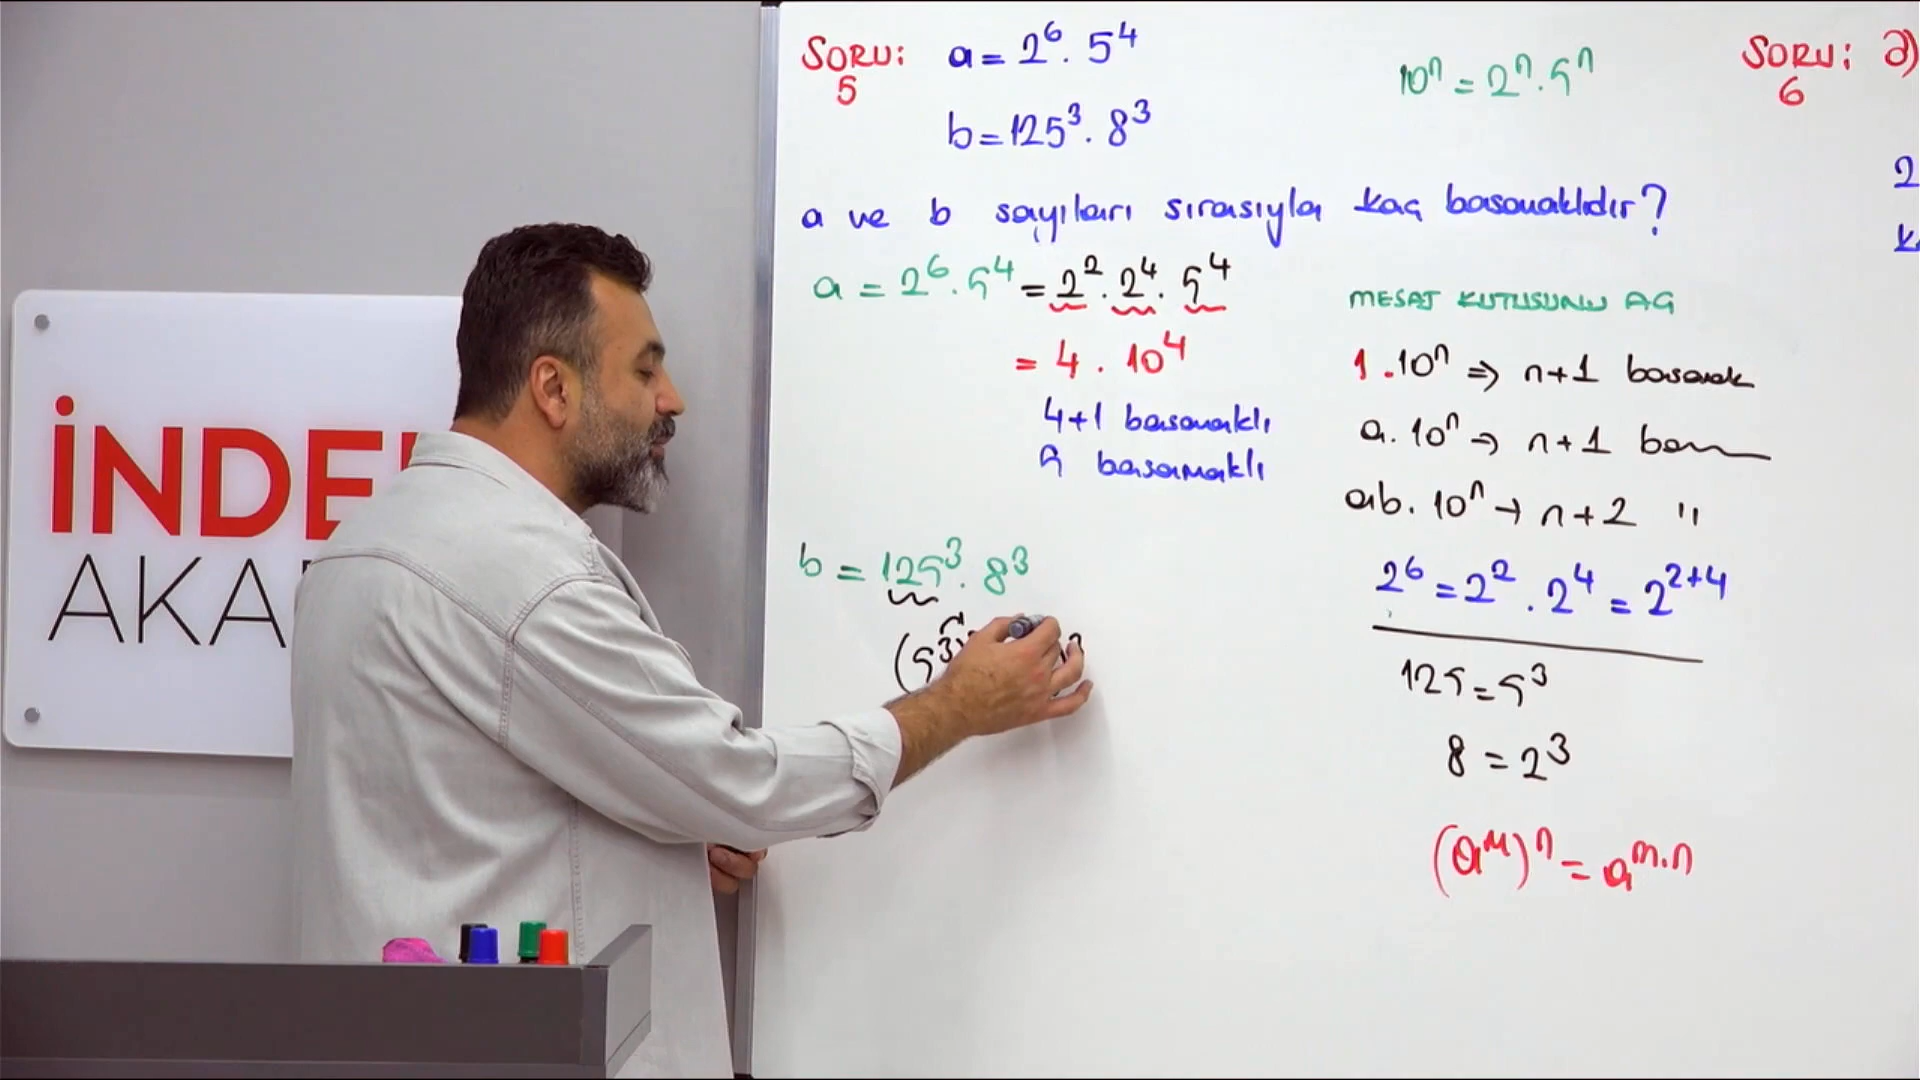 İNDE
AKA
SORU: 5
a = 2⁶ . 5⁴
b = 125³ . 8³
10ⁿ = 2ⁿ . 5ⁿ
a ve b sayıları sırasıyla kaç basamaklıdır?
a = 2⁶ . 5⁴ = 2² . 2⁴ . 5⁴
= 4 . 10⁴
4+1 basamaklı
5 basamaklı
b = 125³ . 8³
(5³)
MESAJ KUTUSUNU AÇ
1 . 10ⁿ ⇒ n+1 basamak
a . 10ⁿ → n+1
ab . 10ⁿ → n+2 "
2⁶ = 2² . 2⁴ = 2²⁺⁴
125 = 5³
8 = 2³
(aᵐ)ⁿ = aᵐ·ⁿ
SORU: 6
a)
2
k